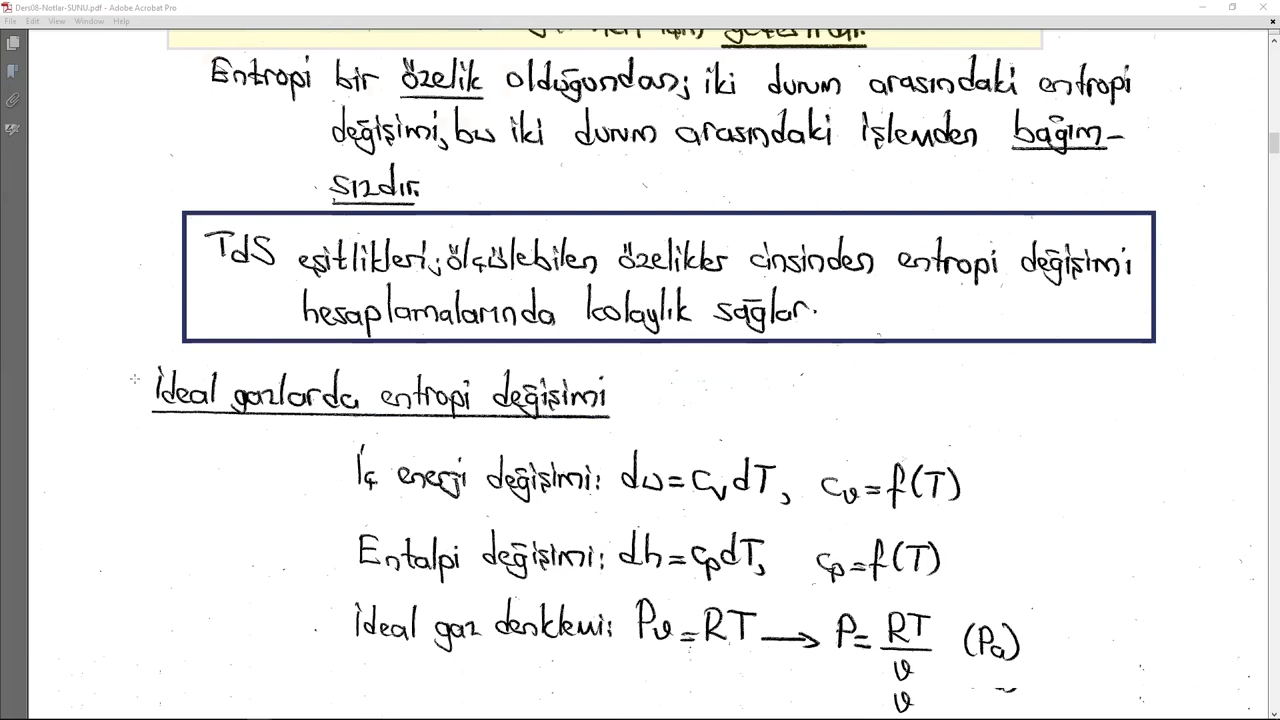 Ders08-Notlar-SUNU.pdf - Adobe Acrobat Pro
File Edit View Window Help
Entropi bir özelik olduğundan; iki durum arasındaki entropi
değişimi, bu iki durum arasındaki işlemden bağım-
sızdır.
TdS eşitlikleri; ölçülebilen özelikler cinsinden entropi değişimi
hesaplamalarında kolaylık sağlar.
İdeal gazlarda entropi değişimi
İç enerji değişimi: du = cv dT, cv = f(T)
Entalpi değişimi: dh = cp dT, cp = f(T)
İdeal gaz denklemi: Pv = RT → P = RT/v (Pa)
v